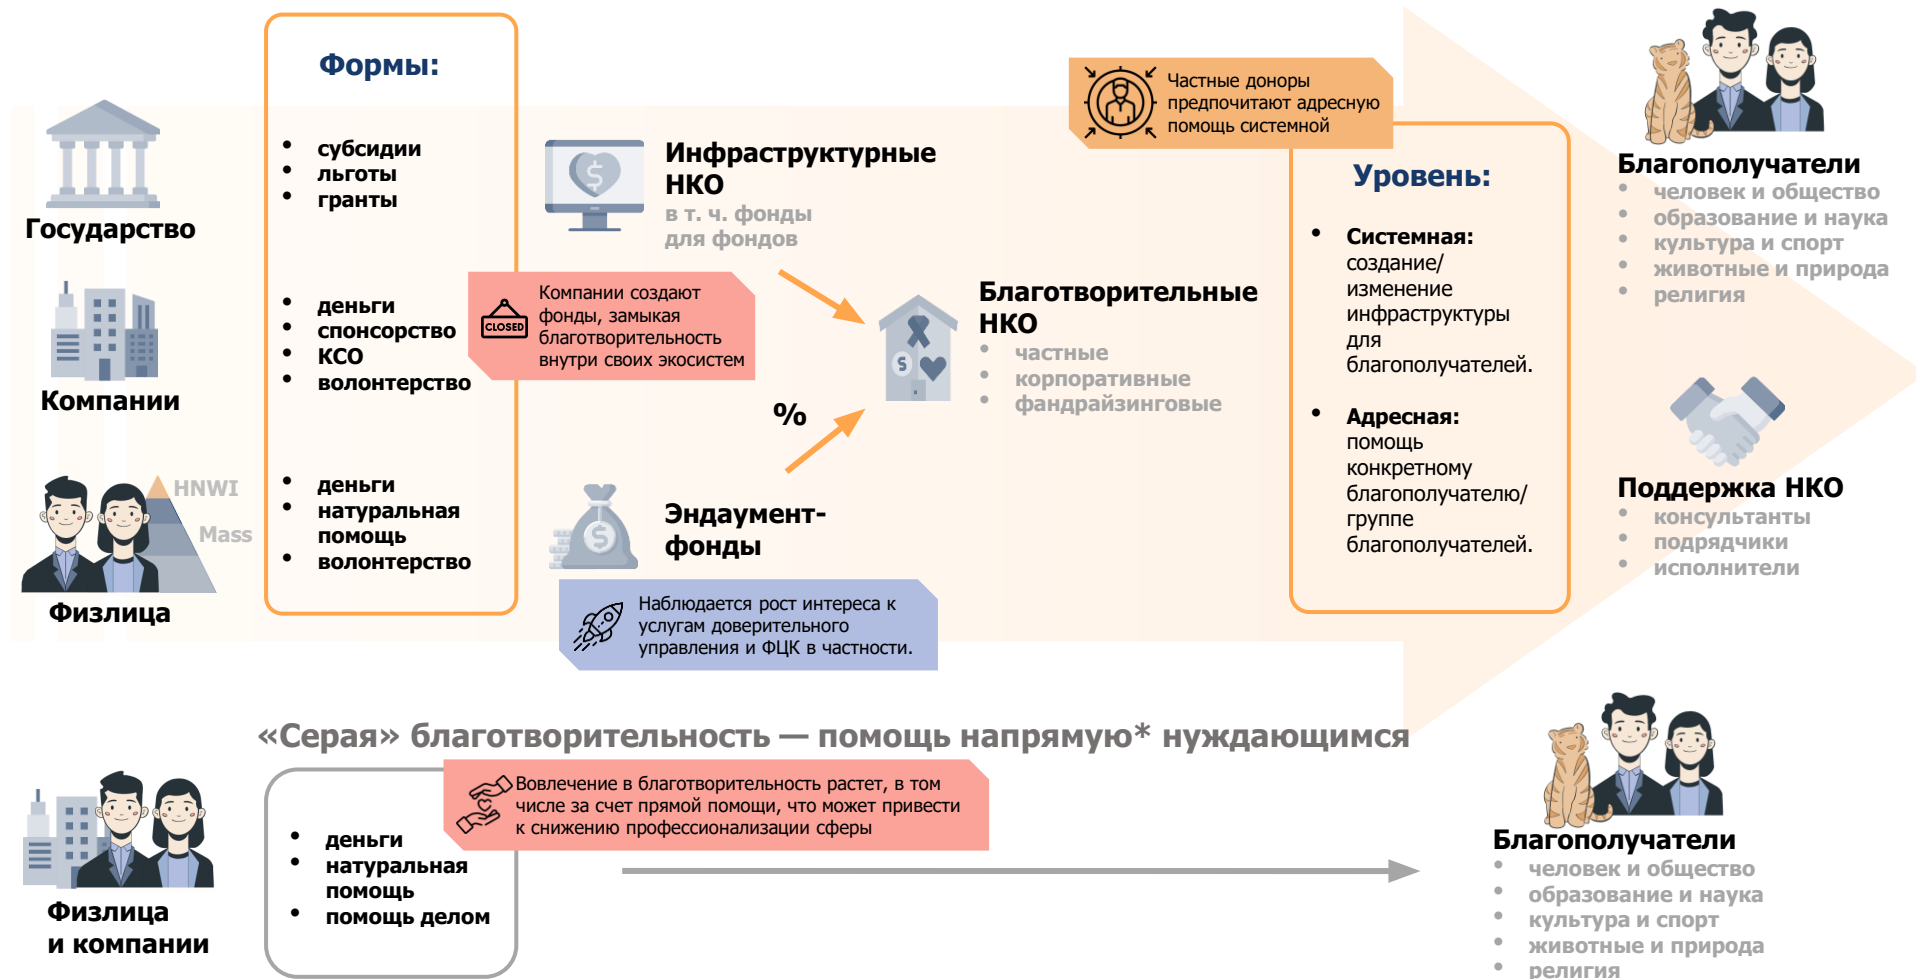 Формы:
Государство
• субсидии
• льготы
• гранты
Компании
• деньги
• спонсорство
• КСО
• волонтерство
HNWI
Mass
Физлица
• деньги
• натуральная
помощь
• волонтерство
CLOSED
Компании создают
фонды, замыкая
благотворительность
внутри своих экосистем
Инфраструктурные
НКО
в т. ч. фонды
для фондов
%
Эндаумент-
фонды
Наблюдается рост интереса к
услугам доверительного
управления и ФЦК в частности.
Благотворительные
НКО
• частные
• корпоративные
• фандрайзинговые
Частные доноры
предпочитают адресную
помощь системной
Уровень:
• Системная:
создание/
изменение
инфраструктуры
для
благополучателей.
• Адресная:
помощь
конкретному
благополучателю/
группе
благополучателей.
Благополучатели
• человек и общество
• образование и наука
• культура и спорт
• животные и природа
• религия
Поддержка НКО
• консультанты
• подрядчики
• исполнители
«Серая» благотворительность — помощь напрямую* нуждающимся
Физлица
и компании
• деньги
• натуральная
помощь
• помощь делом
Вовлечение в благотворительность растет, в том
числе за счет прямой помощи, что может привести
к снижению профессионализации сферы
Благополучатели
• человек и общество
• образование и наука
• культура и спорт
• животные и природа
• религия